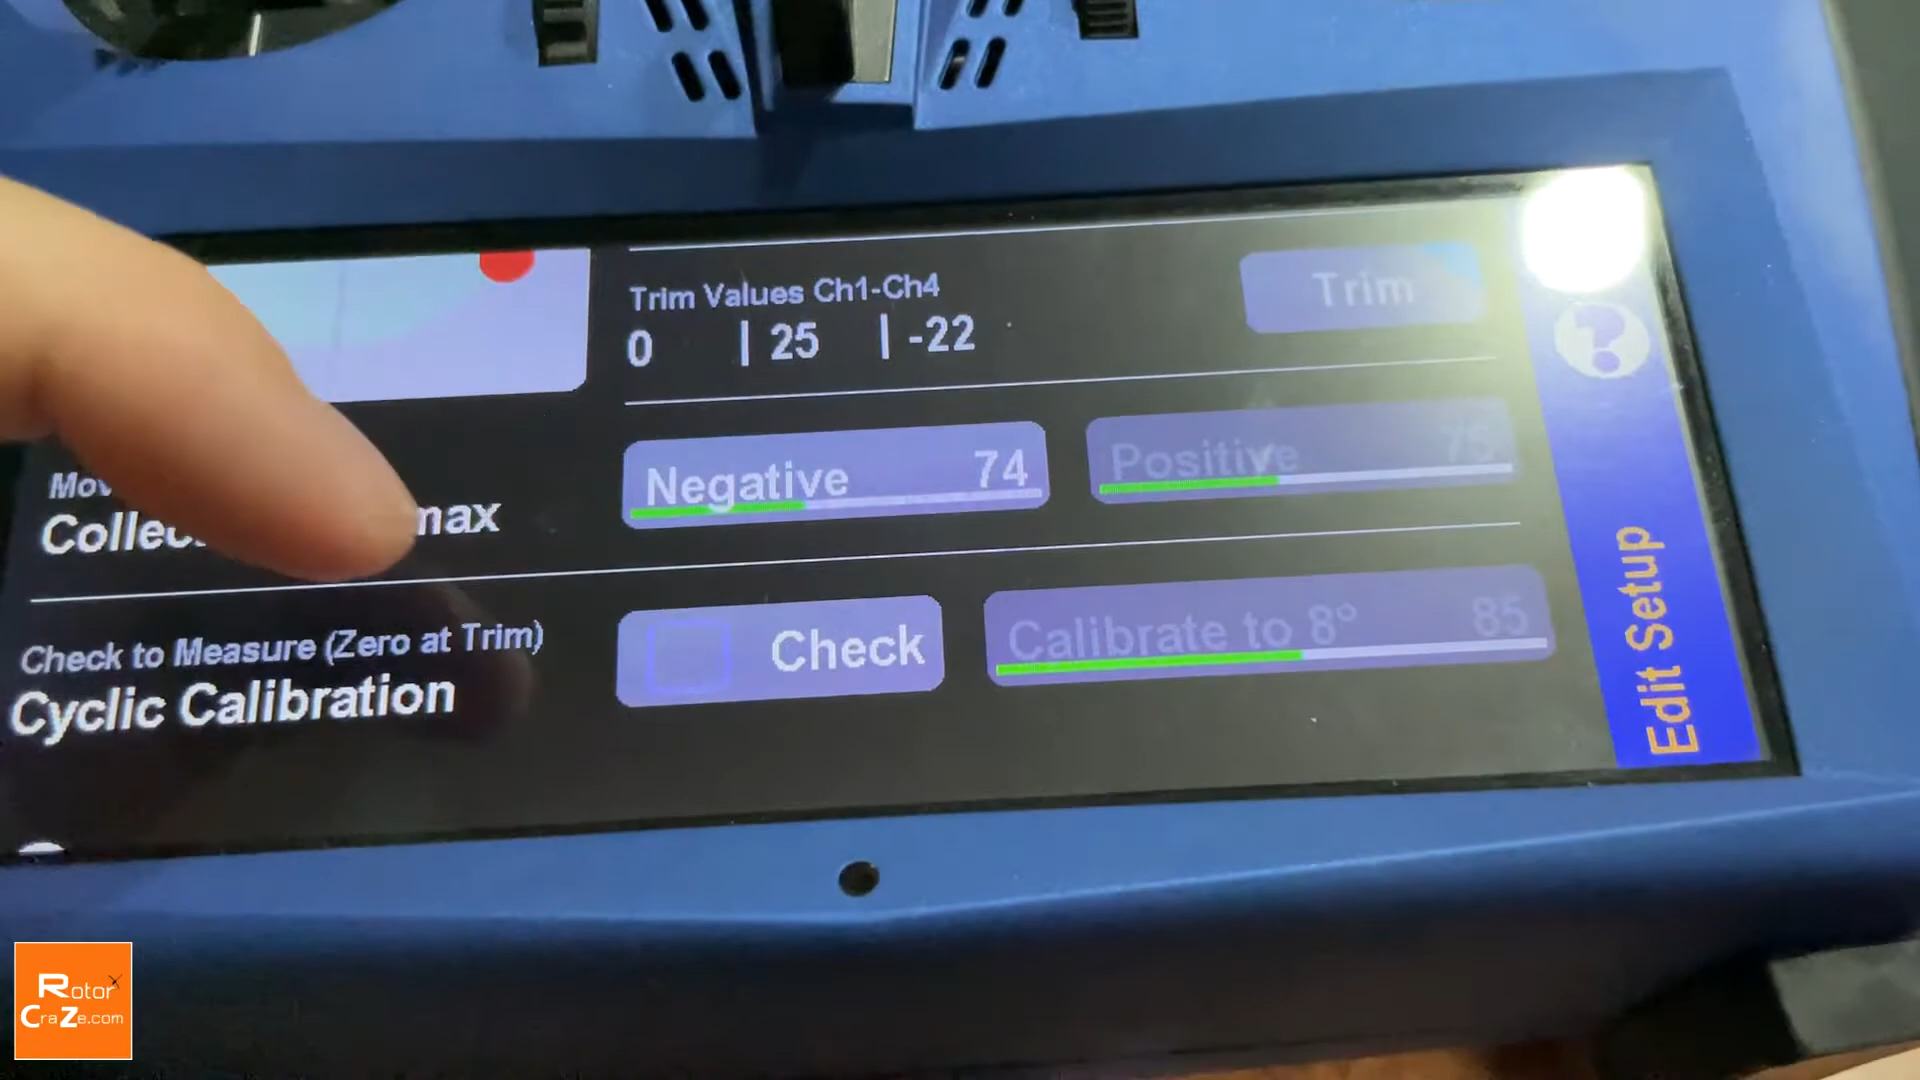 Trim Values Ch1-Ch4
0 | 25 | -22
Trim
Negative 74
Positive 75
max
Check to Measure (Zero at Trim)
Cyclic Calibration
Check
Calibrate to 8° 85
Edit Setup
Rotor
CraZe.com